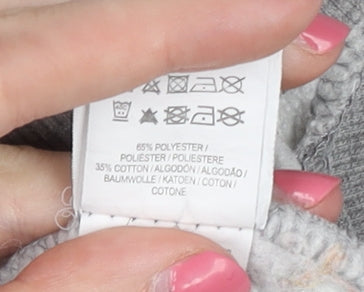 65% POLYESTER /
POLIESTER / POLIESTERE
35% COTTON / ALGODÓN / ALGODÃO /
BAUMWOLLE / KATOEN / COTON /
COTONE